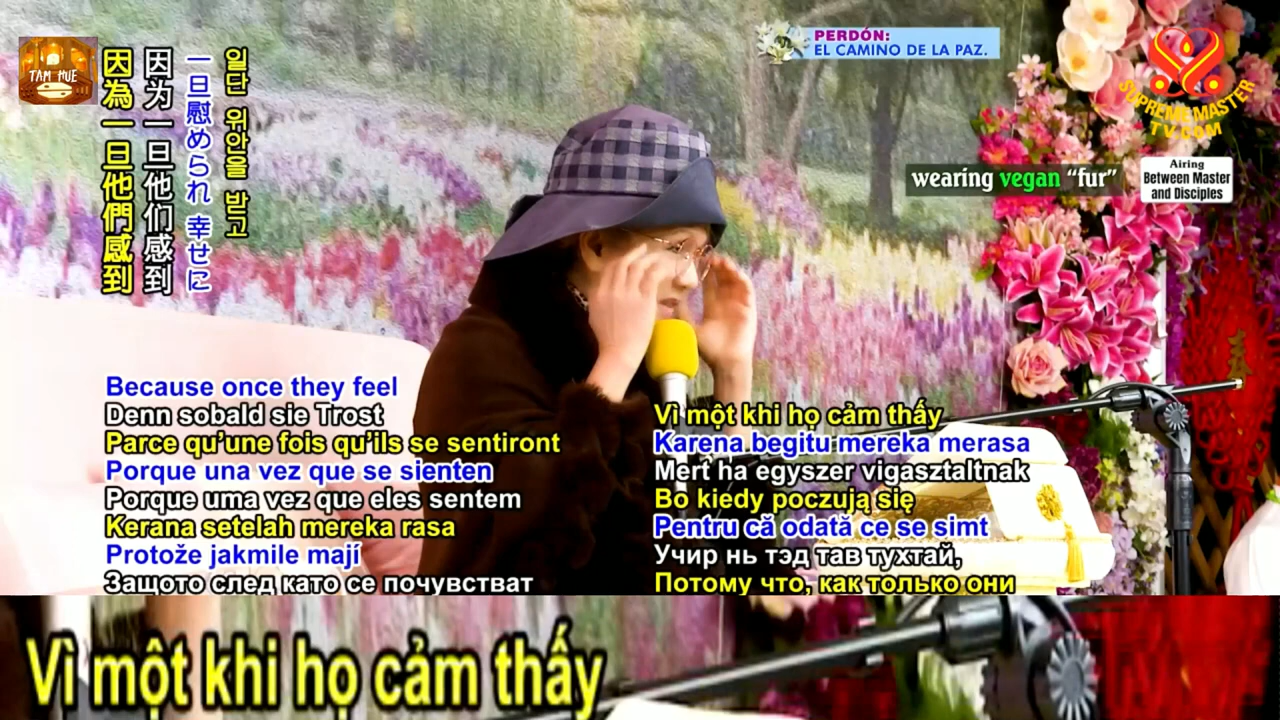 TAM HUE
因為一旦他們感到
因为一旦他们感到
一旦慰められ 幸せに
일단 위안을 받고
PERDÓN:
EL CAMINO DE LA PAZ.
SUPREME MASTER
TV.COM
wearing vegan “fur”
Airing
Between Master
and Disciples
Because once they feel
Denn sobald sie Trost
Parce qu’une fois qu’ils se sentiront
Porque una vez que se sienten
Porque uma vez que eles sentem
Kerana setelah mereka rasa
Protože jakmile mají
Защото след като се почувстват
Vì một khi họ cảm thấy
Karena begitu mereka merasa
Mert ha egyszer vigasztaltnak
Bo kiedy poczują się
Pentru că odată ce se simt
Учир нь тэд тав тухтай,
Потому что, как только они
Vì một khi họ cảm thấy